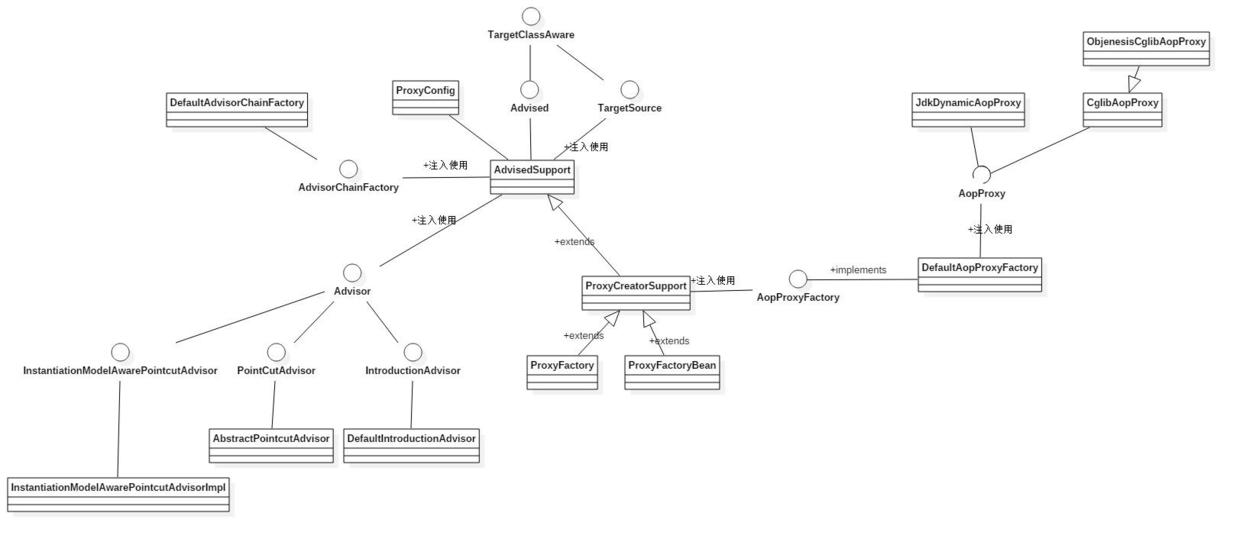 TargetClassAware
ObjenesisCglibAopProxy
ProxyConfig
DefaultAdvisorChainFactory
Advised
TargetSource
JdkDynamicAopProxy
CglibAopProxy
+注入使用
+注入使用
AdvisedSupport
AdvisorChainFactory
AopProxy
+注入使用
+注入使用
+extends
DefaultAopProxyFactory
+implements
ProxyCreatorSupport
+注入使用
Advisor
AopProxyFactory
+extends
+extends
InstantiationModelAwarePointcutAdvisor
PointCutAdvisor
IntroductionAdvisor
ProxyFactory
ProxyFactoryBean
AbstractPointcutAdvisor
DefaultIntroductionAdvisor
InstantiationModelAwarePointcutAdvisorImpl